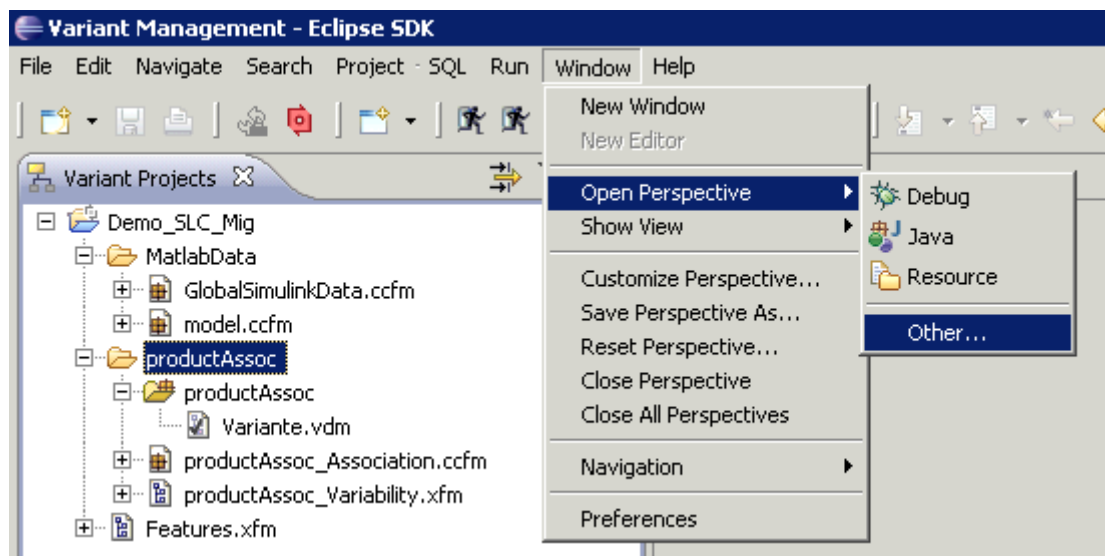 Variant Management - Eclipse SDK
File Edit Navigate Search Project SQL Run Window Help
New Window
New Editor
Variant Projects
Open Perspective
Debug
Demo_SLC_Mig
Show View
Java
MatlabData
Customize Perspective...
Resource
GlobalSimulinkData.ccfm
Save Perspective As...
model.ccfm
Reset Perspective...
Other...
productAssoc
Close Perspective
productAssoc
Close All Perspectives
Variante.vdm
productAssoc_Association.ccfm
Navigation
productAssoc_Variability.xfm
Preferences
Features.xfm